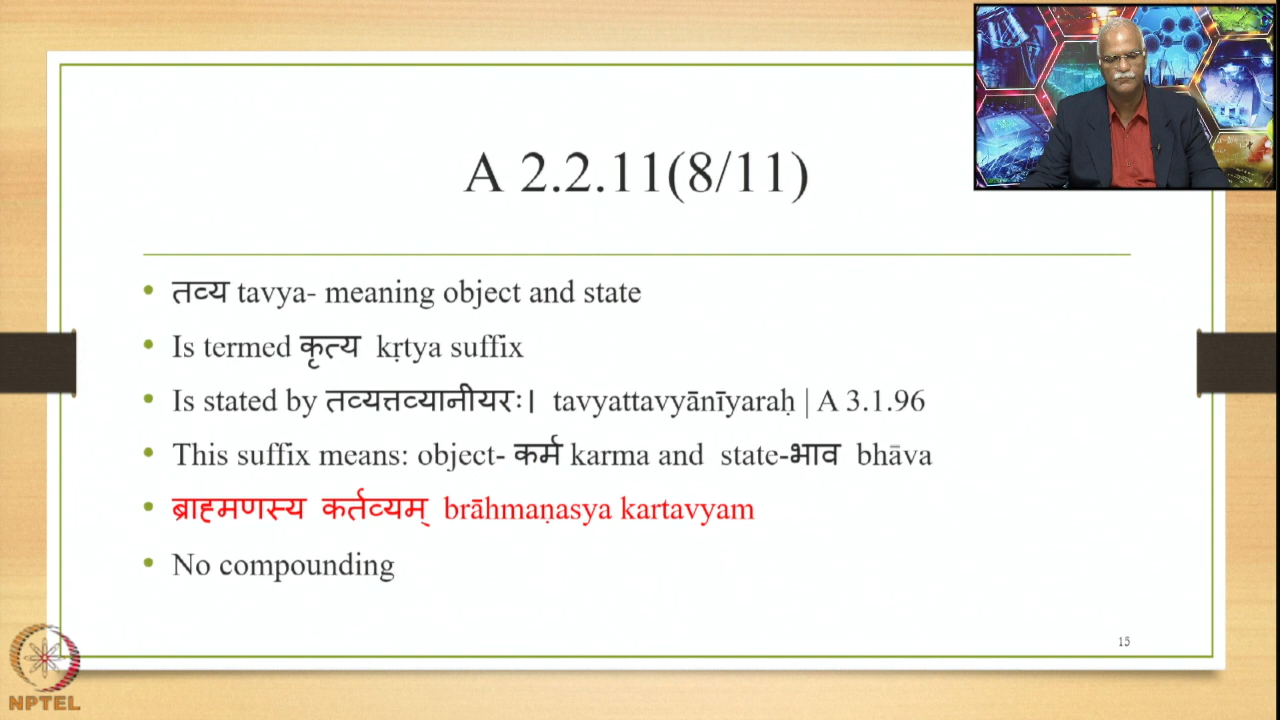 A 2.2.11(8/11)
• तव्य tavya- meaning object and state
• Is termed कृत्य kṛtya suffix
• Is stated by तव्यत्तव्यानीयरः। tavyattavyānīyaraḥ | A 3.1.96
• This suffix means: object- कर्म karma and state-भाव bhāva
• ब्राह्मणस्य कर्तव्यम् brāhmaṇasya kartavyam
• No compounding
15
NPTEL